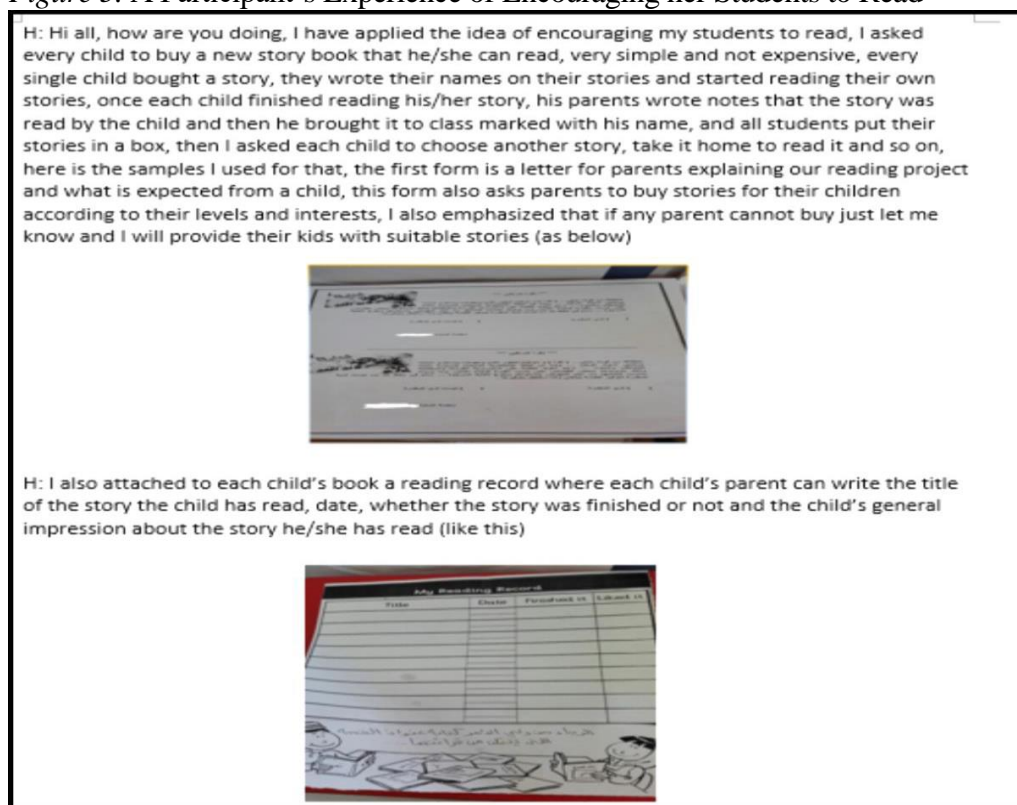 H: Hi all, how are you doing, I have applied the idea of encouraging my students to read, I asked
every child to buy a new story book that he/she can read, very simple and not expensive, every
single child bought a story, they wrote their names on their stories and started reading their own
stories, once each child finished reading his/her story, his parents wrote notes that the story was
read by the child and then he brought it to class marked with his name, and all students put their
stories in a box, then I asked each child to choose another story, take it home to read it and so on,
here is the samples I used for that, the first form is a letter for parents explaining our reading project
and what is expected from a child, this form also asks parents to buy stories for their children
according to their levels and interests, I also emphasized that if any parent cannot buy just let me
know and I will provide their kids with suitable stories (as below)
H: I also attached to each child's book a reading record where each child's parent can write the title
of the story the child has read, date, whether the story was finished or not and the child's general
impression about the story he/she has read (like this)
My Reading Record
Title Date Finished it Liked it